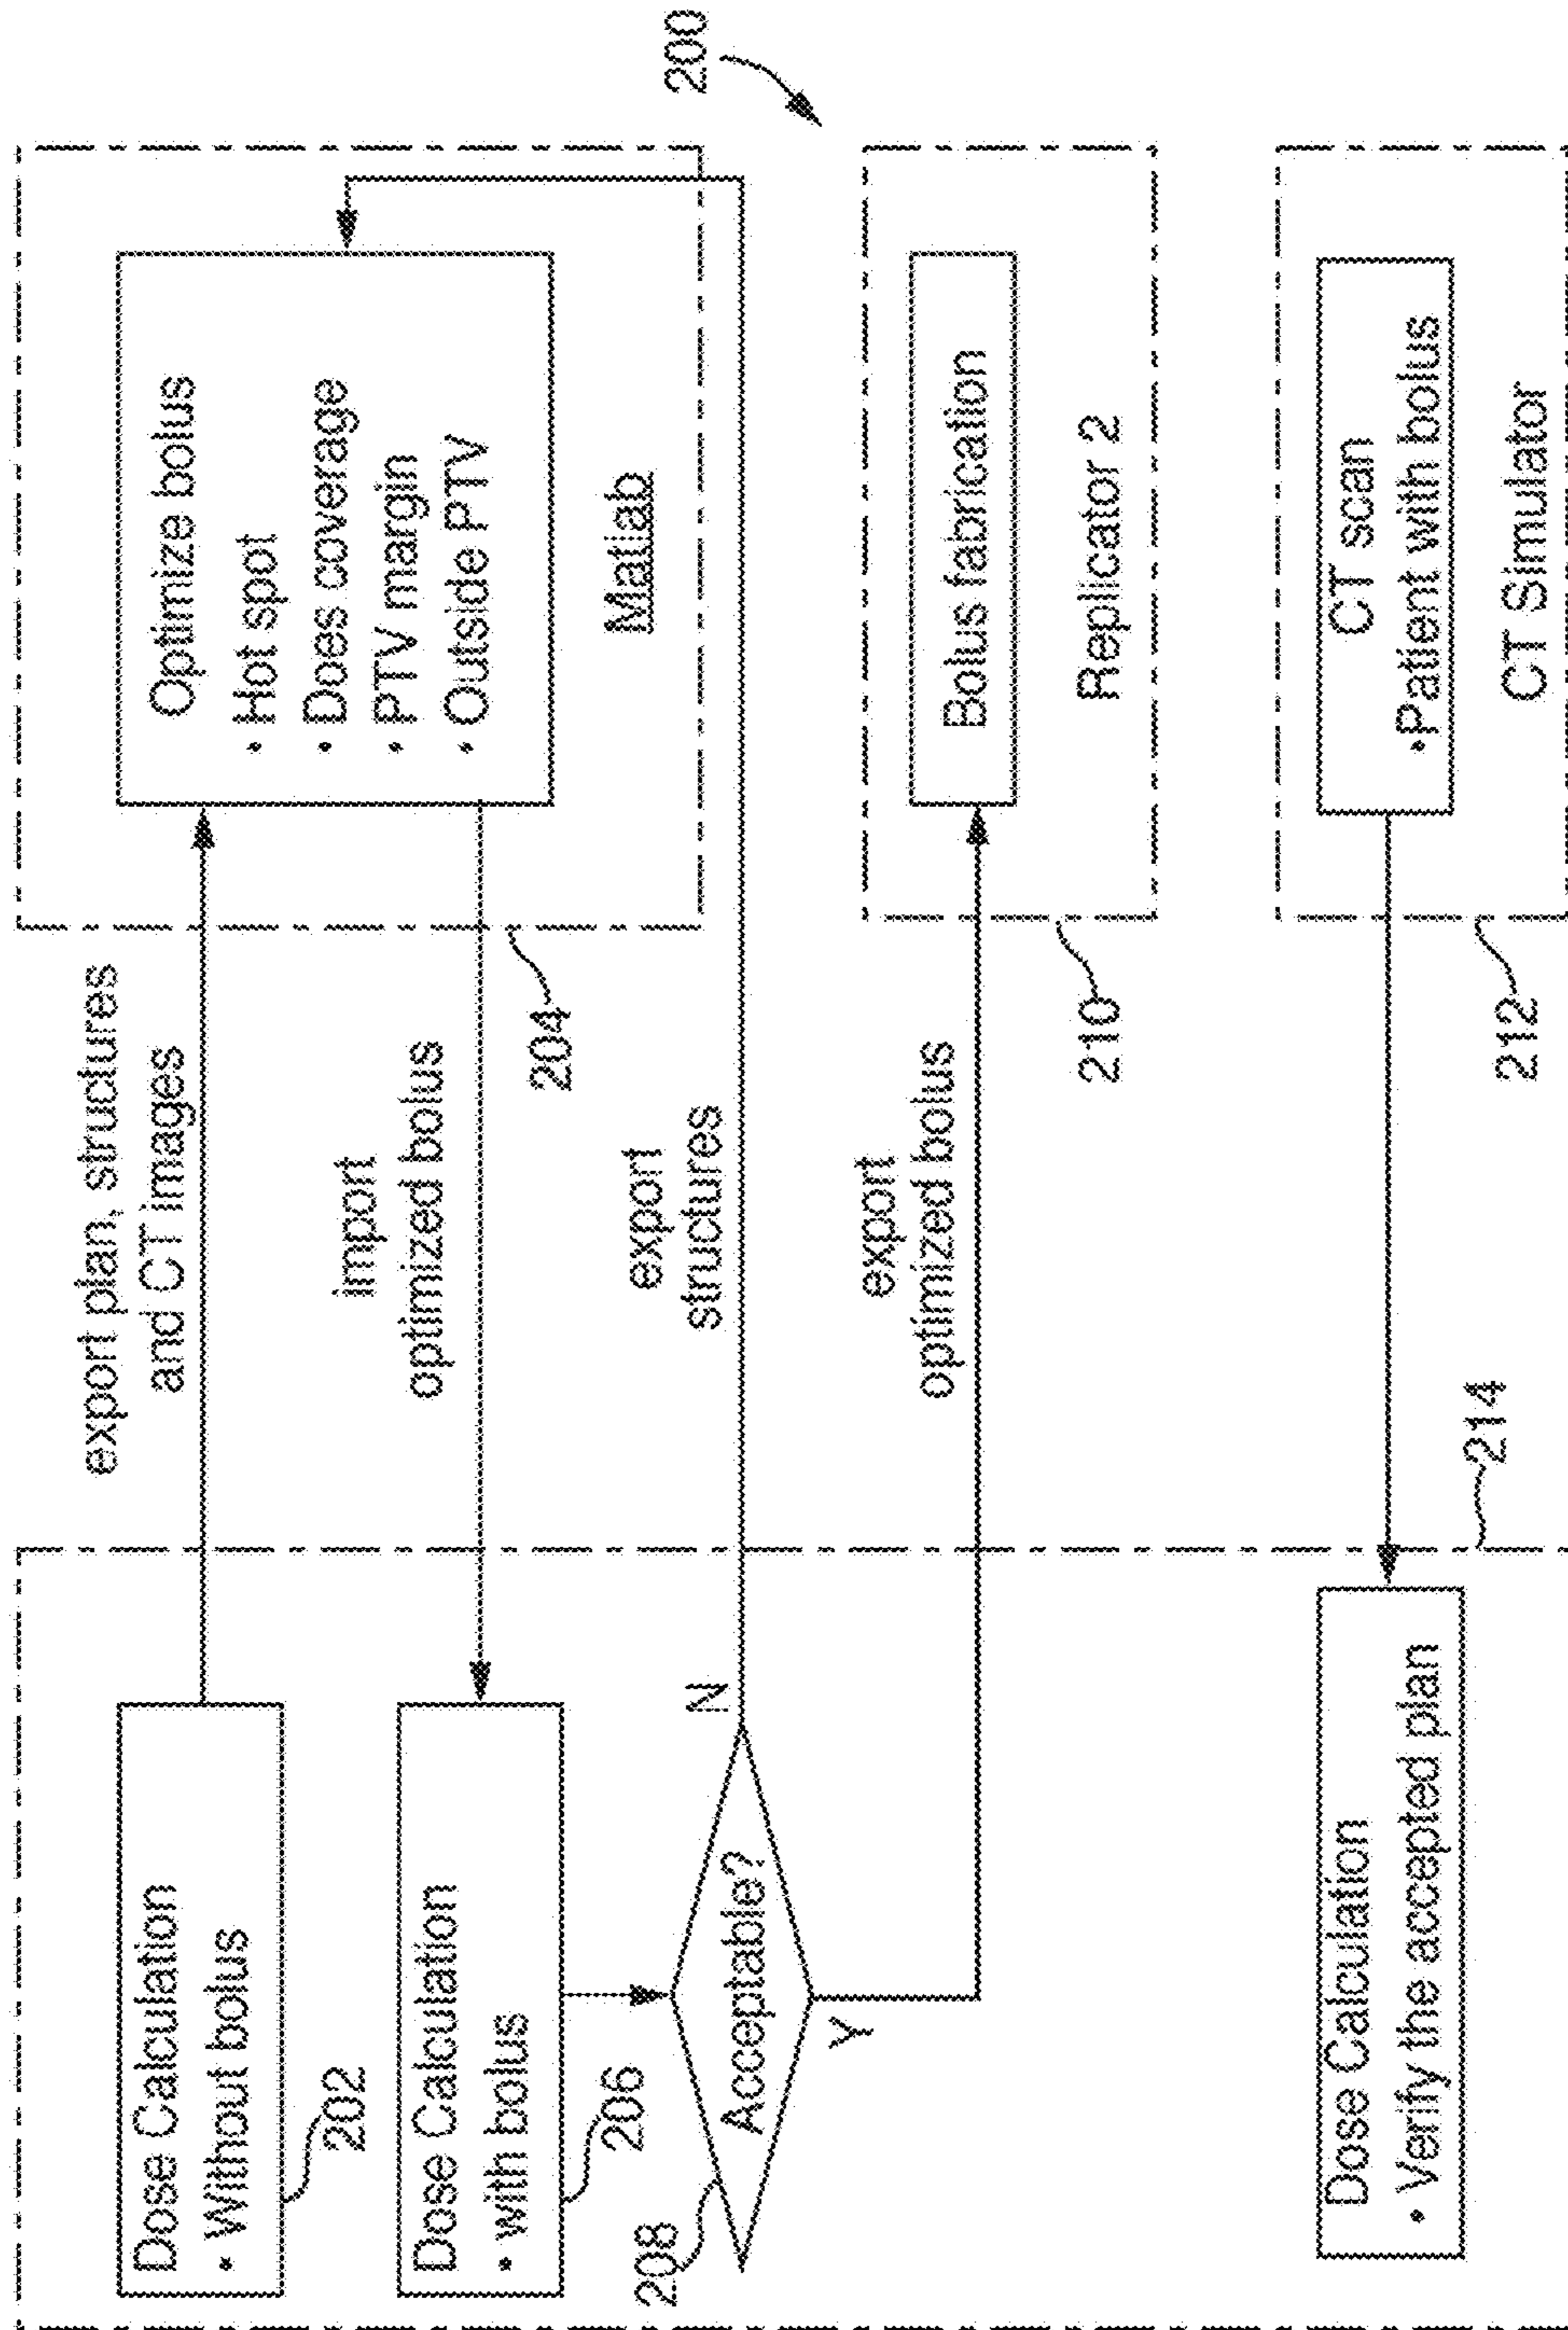 Dose Calculation
• Without bolus
202
export plan, structures
and CT images
Optimize bolus
• Hot spot
• Does coverage
• PTV margin
• Outside PTV
Matlab
204
import
optimized bolus
Dose Calculation
• with bolus
206
208
Acceptable?
N
Y
export
structures
200
export
optimized bolus
Bolus fabrication
Replicator 2
210
CT scan
•Patient with bolus
CT Simulator
212
214
Dose Calculation
• Verify the accepted plan